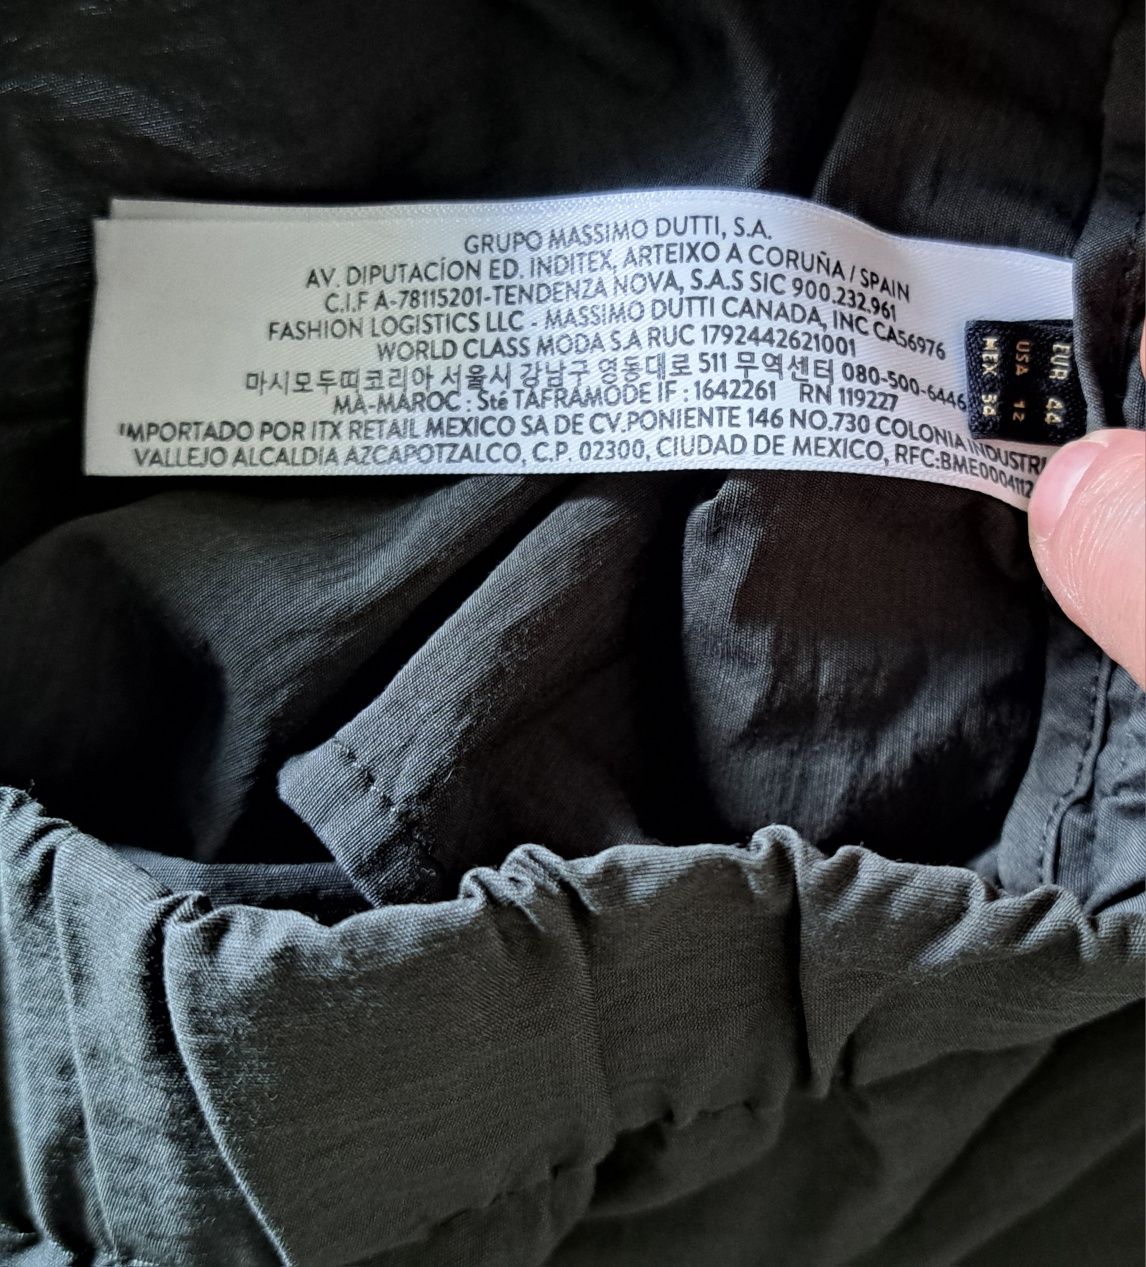 GRUPO MASSIMO DUTTI, S.A.
AV. DIPUTACÍON ED. INDITEX, ARTEIXO A CORUÑA / SPAIN
C.I.F A-78115201-TENDENZA NOVA, S.A.S SIC 900.232.961
FASHION LOGISTICS LLC - MASSIMO DUTTI CANADA, INC CA56976
WORLD CLASS MODA S.A RUC 1792442621001
마시모두띠코리아 서울시 강남구 영동대로 511 무역센터 080-500-6446
MA-MAROC : Sté TAFRAMODE IF : 1642261 RN 119227
IMPORTADO POR ITX RETAIL MEXICO SA DE CV.PONIENTE 146 NO.730 COLONIA INDUSTRI
VALLEJO ALCALDIA AZCAPOTZALCO, C.P. 02300, CIUDAD DE MEXICO, RFC:BME0004112
EUR 44
USA 12
MEX 34